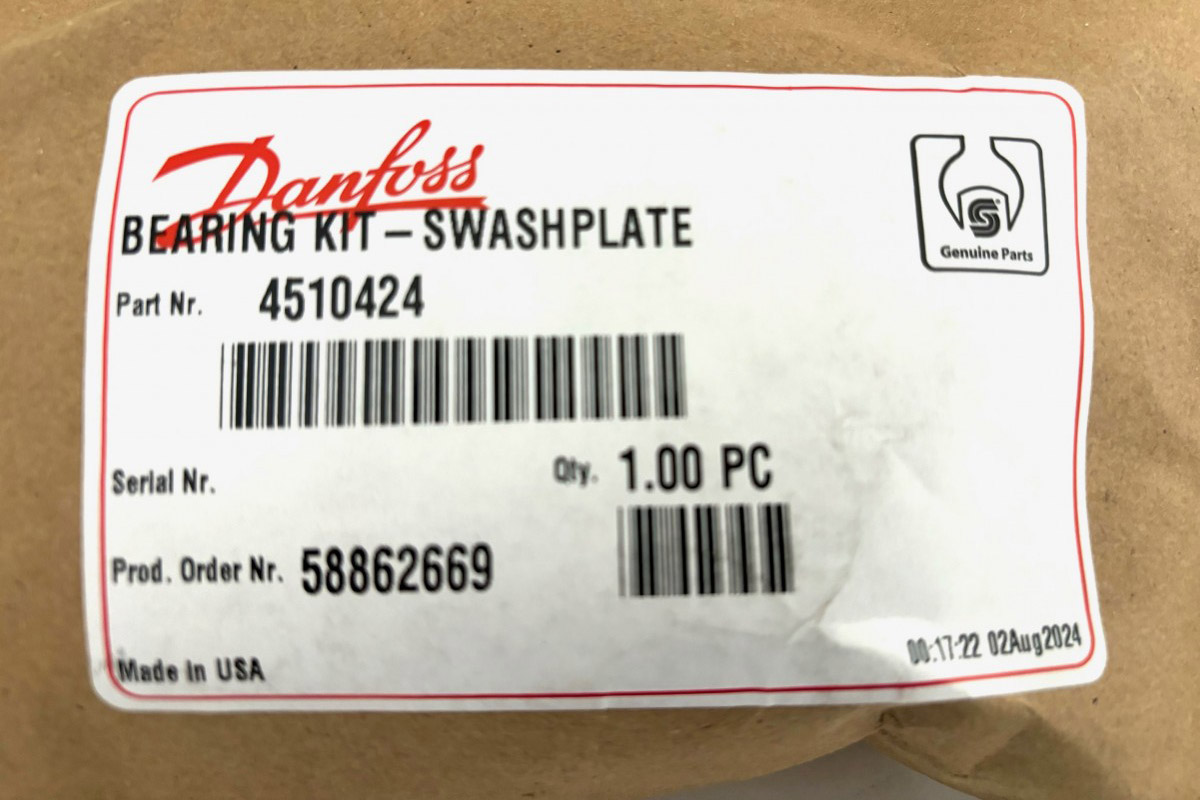 Danfoss
Genuine Parts
BEARING KIT – SWASHPLATE
Part Nr. 4510424
Serial Nr.
Qty. 1.00 PC
Prod. Order Nr. 58862669
Made in USA
00:17:22 02Aug2024